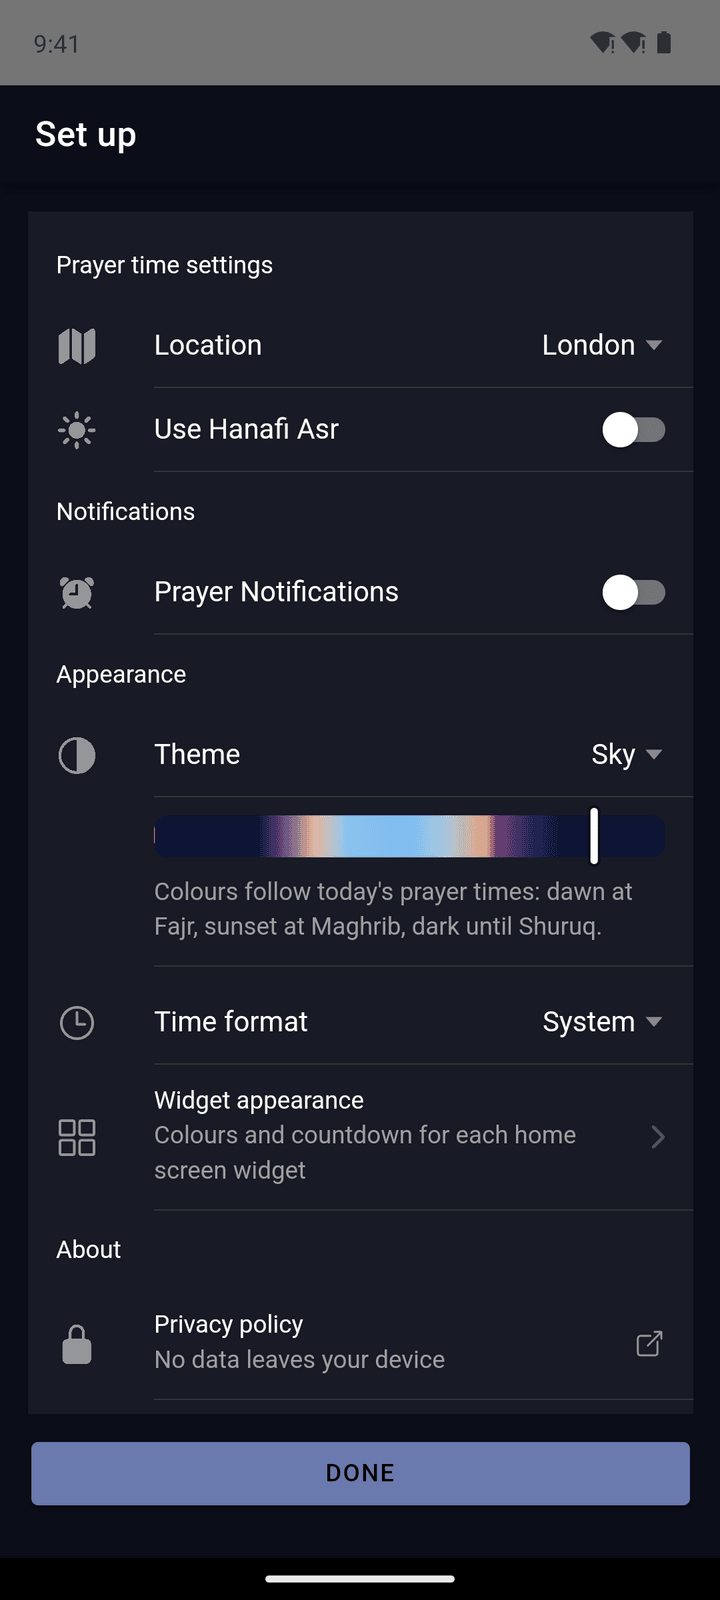 9:41
Set up
Prayer time settings
Location
London
Use Hanafi Asr
Notifications
Prayer Notifications
Appearance
Theme
Sky
Colours follow today's prayer times: dawn at
Fajr, sunset at Maghrib, dark until Shuruq.
Time format
System
Widget appearance
Colours and countdown for each home
screen widget
About
Privacy policy
No data leaves your device
DONE